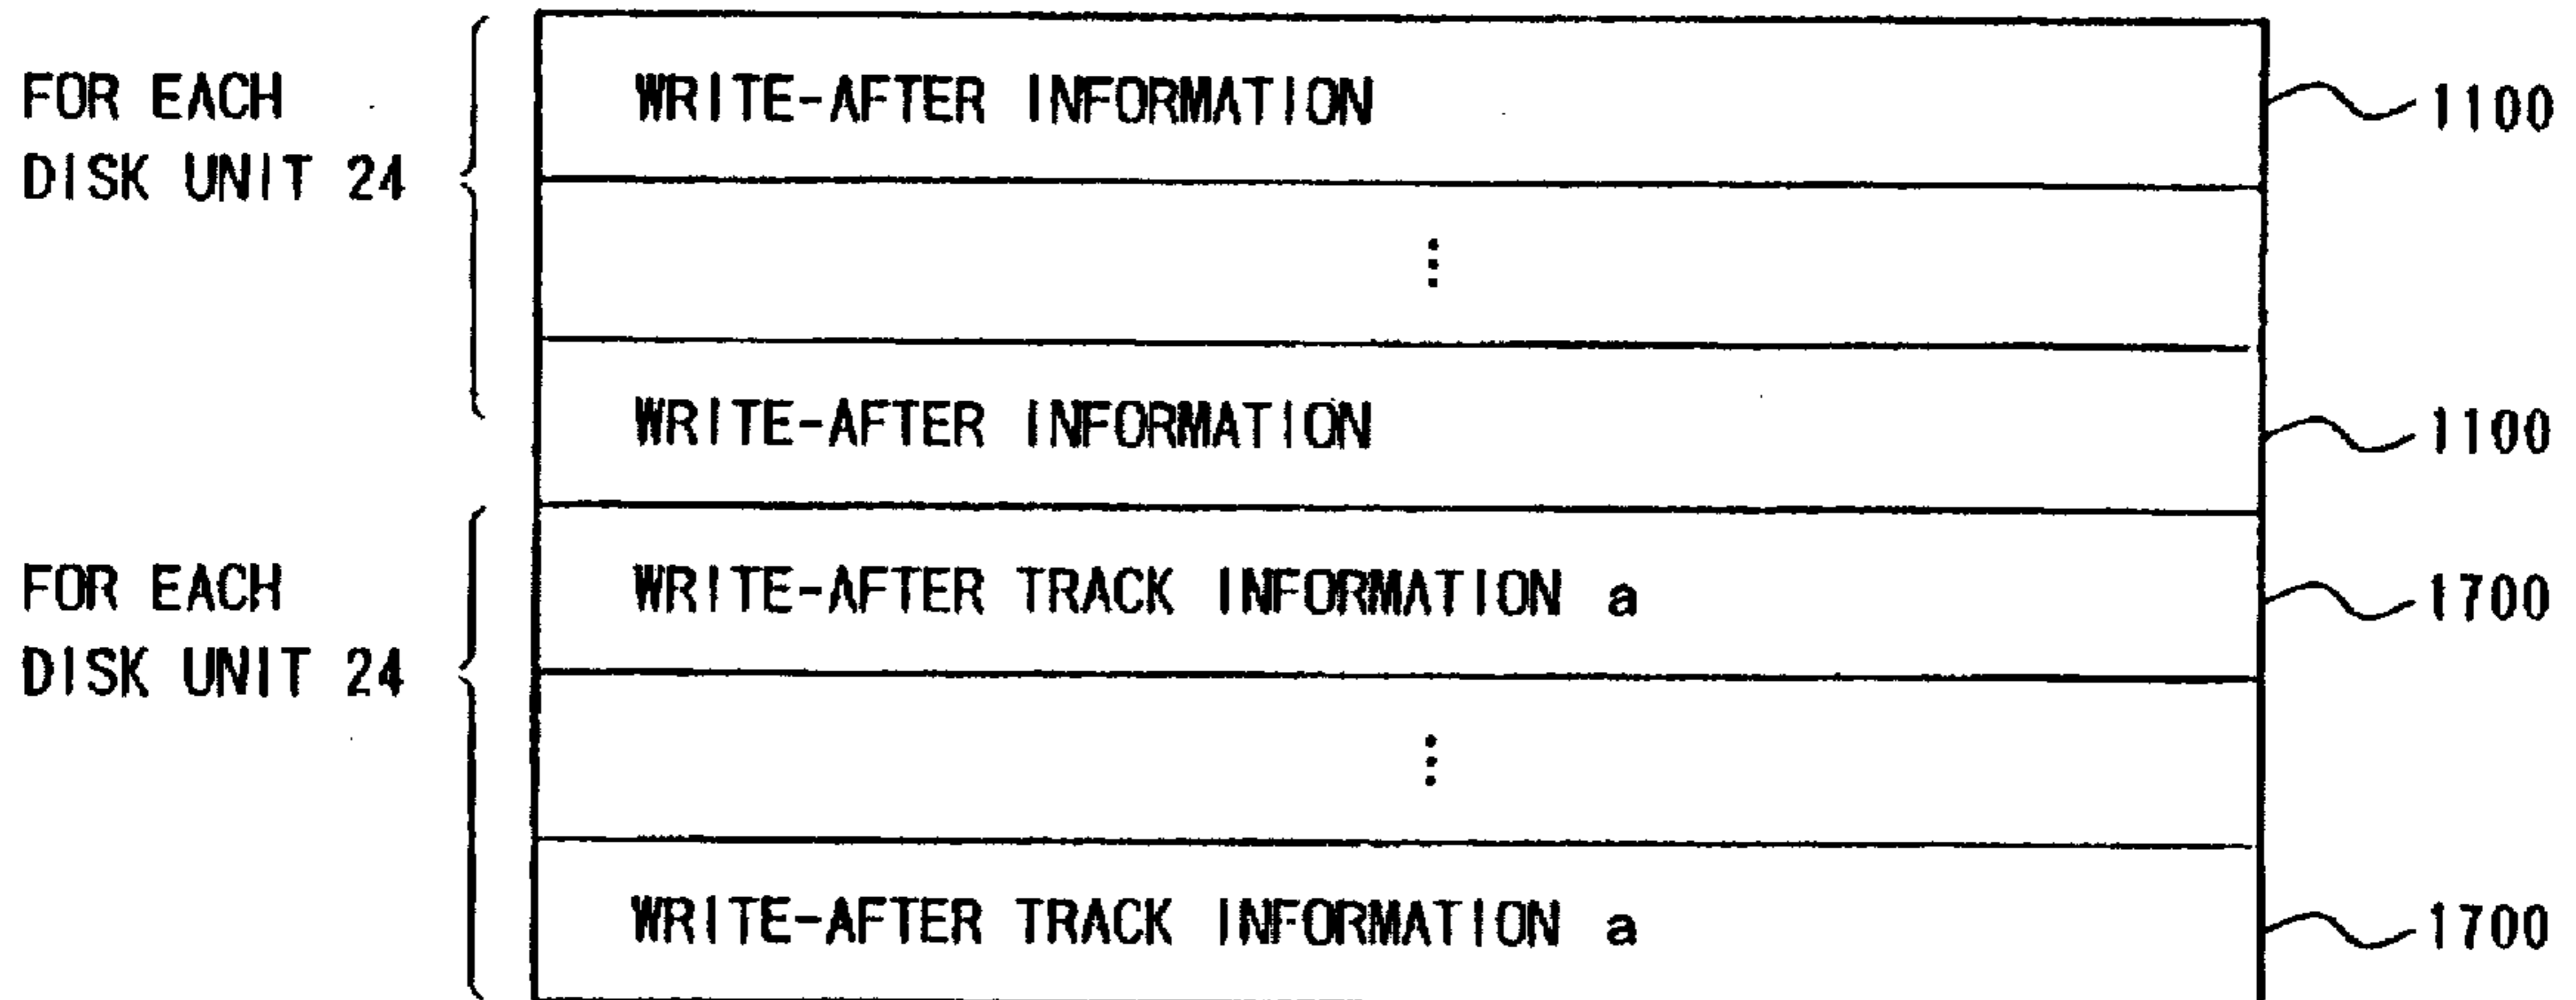 FOR EACH
DISK UNIT 24
WRITE-AFTER INFORMATION
1100
⋮
WRITE-AFTER INFORMATION
1100
FOR EACH
DISK UNIT 24
WRITE-AFTER TRACK INFORMATION a
1700
⋮
WRITE-AFTER TRACK INFORMATION a
1700